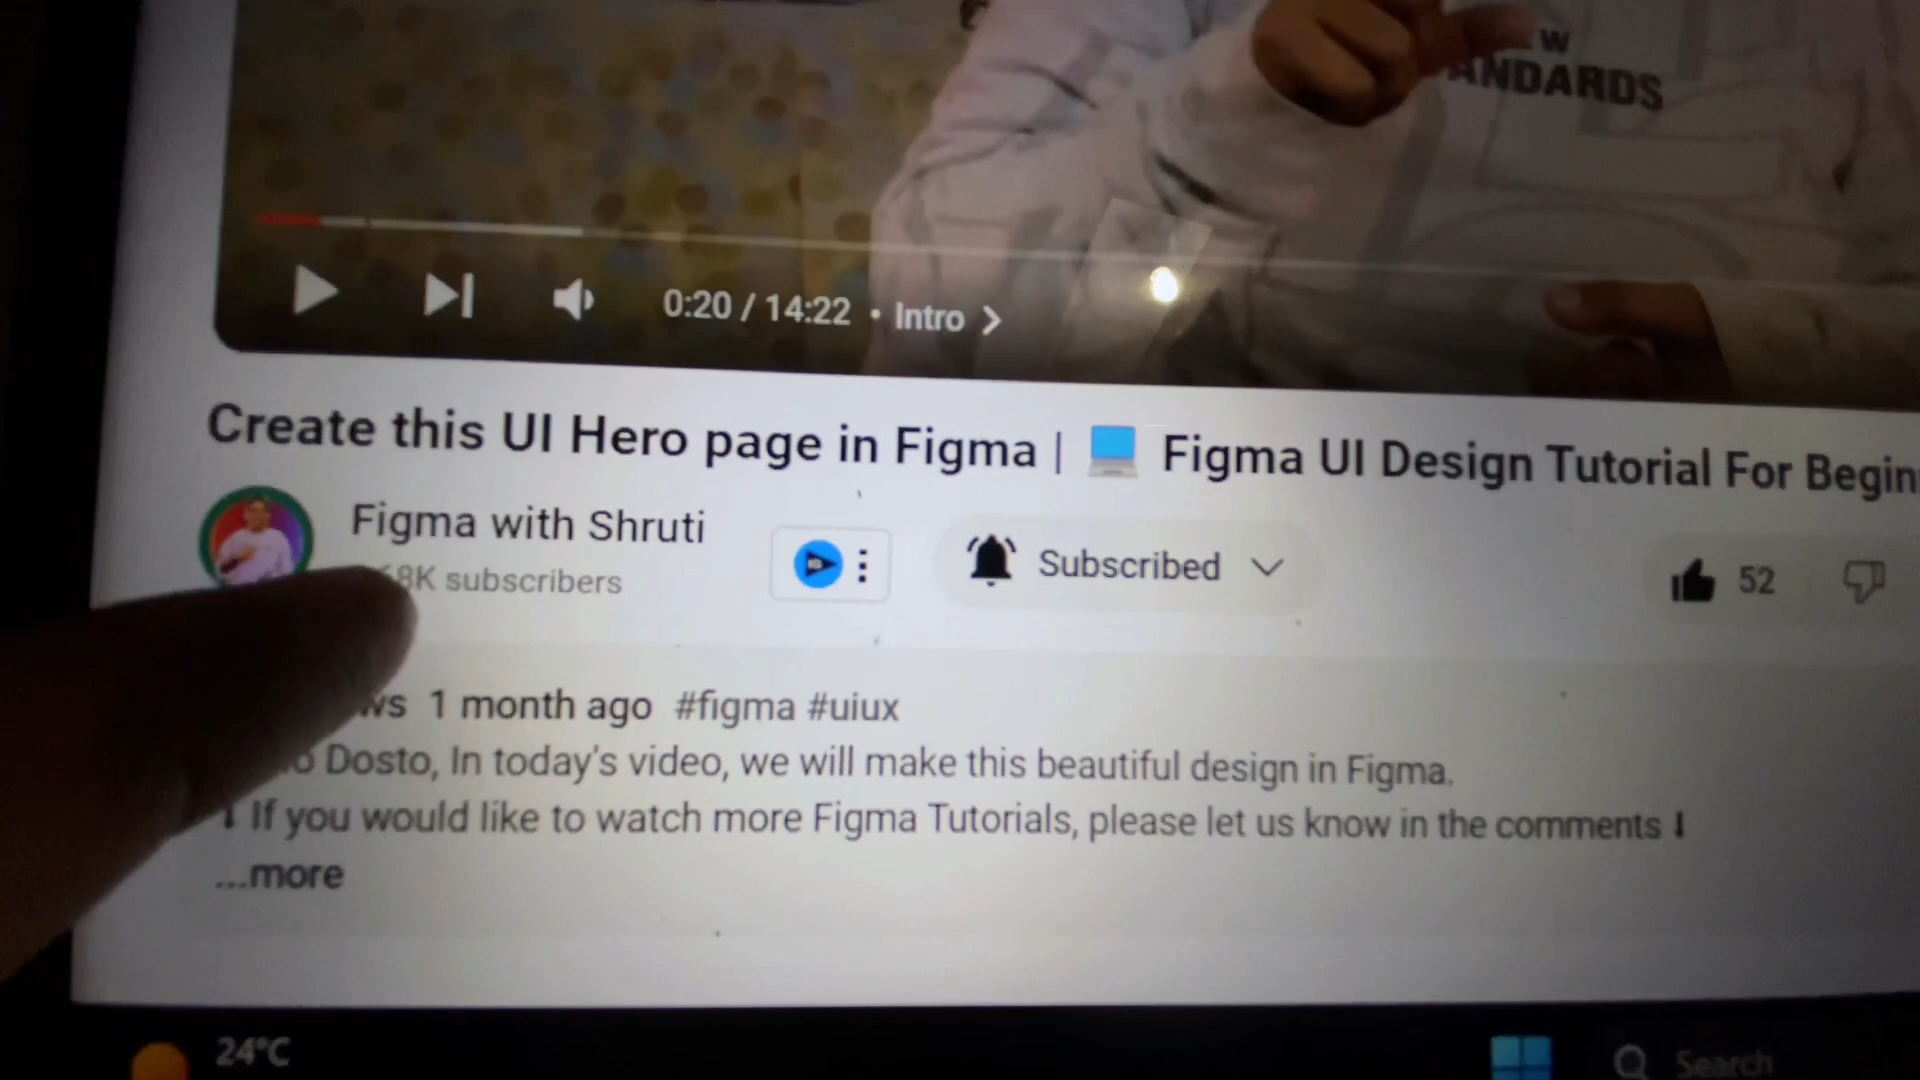 W
ANDARDS
0:20 / 14:22 • Intro >
Create this UI Hero page in Figma | 💻 Figma UI Design Tutorial For Begin
Figma with Shruti
8K subscribers
Subscribed
52
ws 1 month ago #figma #uiux
o Dosto, In today's video, we will make this beautiful design in Figma.
⬇ If you would like to watch more Figma Tutorials, please let us know in the comments ⬇
...more
24°C
Search